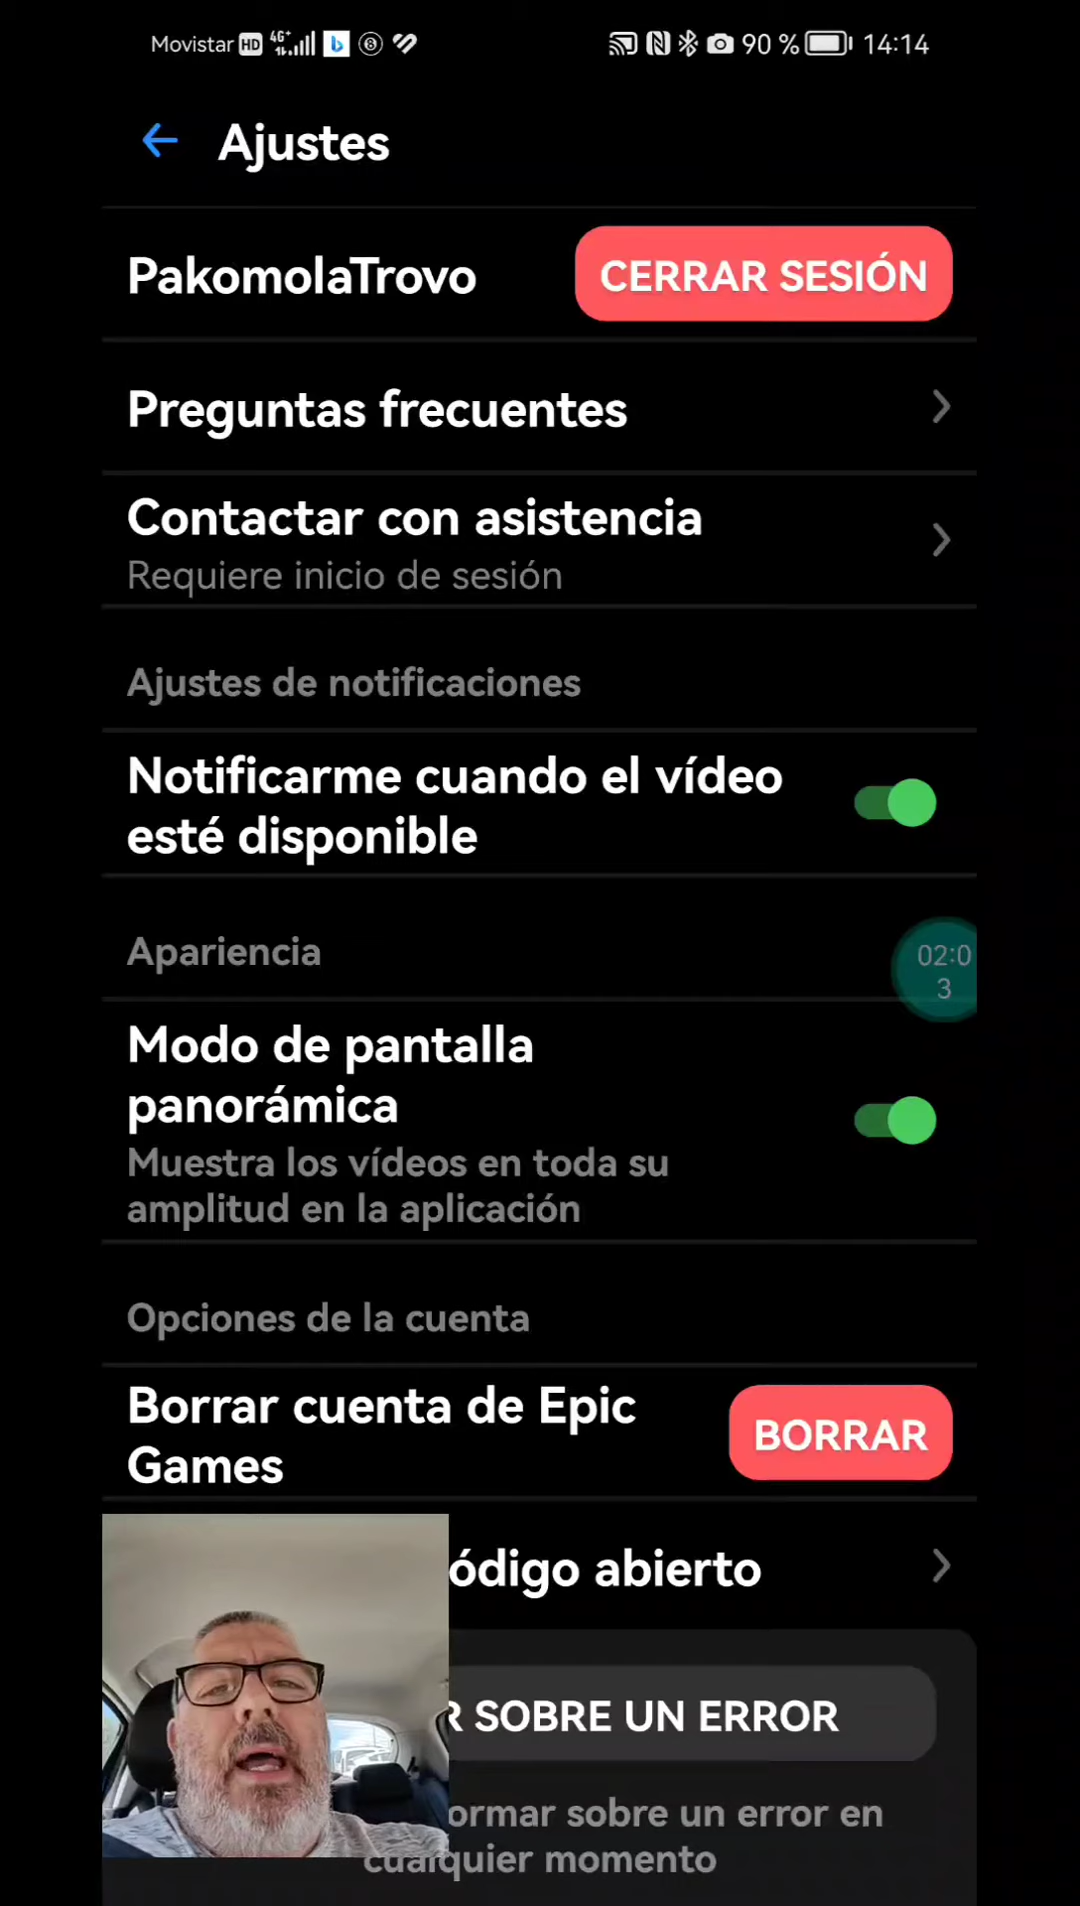 Movistar HD 4G+ 90 % 14:14
Ajustes
PakomolaTrovo CERRAR SESIÓN
Preguntas frecuentes
Contactar con asistencia
Requiere inicio de sesión
Ajustes de notificaciones
Notificarme cuando el vídeo
esté disponible
Apariencia
02:0
3
Modo de pantalla
panorámica
Muestra los vídeos en toda su
amplitud en la aplicación
Opciones de la cuenta
Borrar cuenta de Epic
Games
BORRAR
ódigo abierto
R SOBRE UN ERROR
ormar sobre un error en
cualquier momento